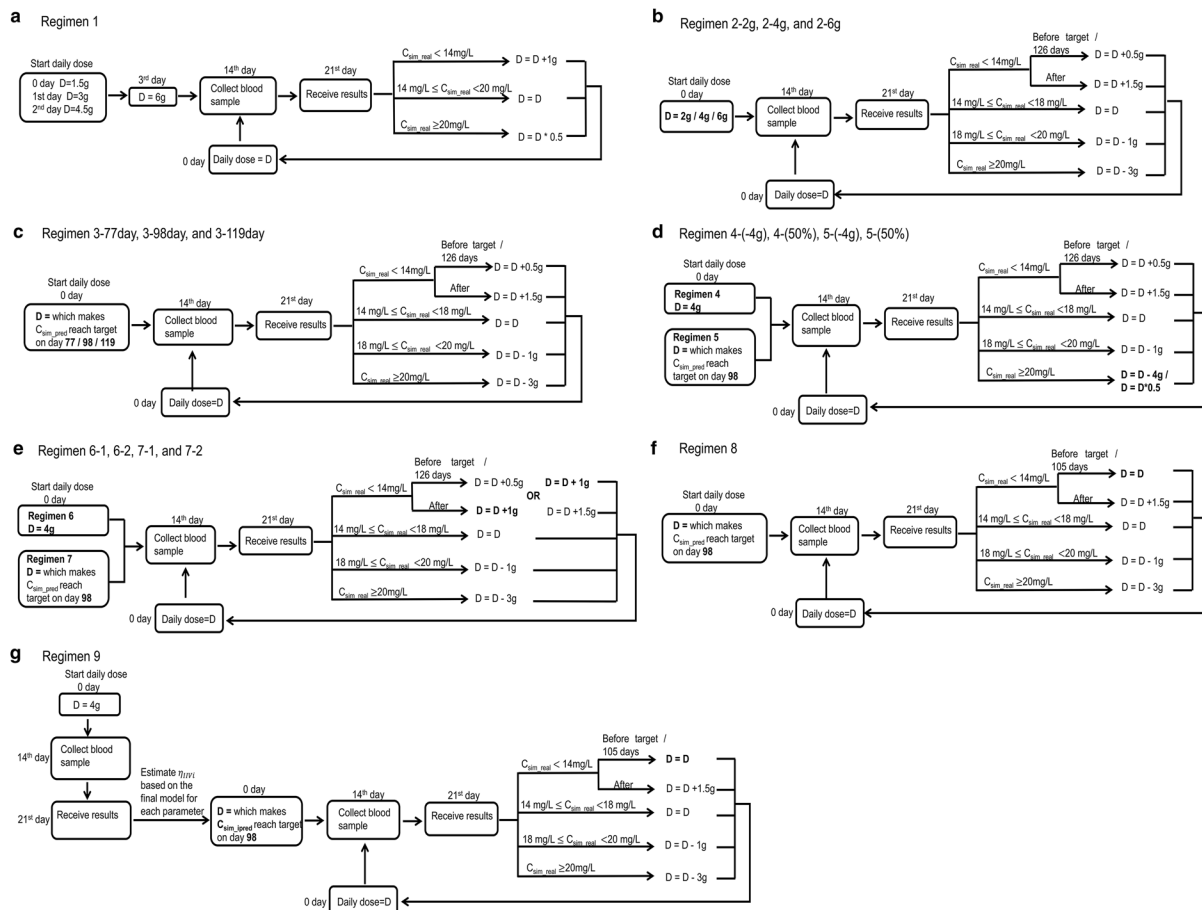 a Regimen 1
Start daily dose
0 day D=1.5g
1st day D=3g
2nd day D=4.5g
3rd day
D = 6g
14th day
Collect blood
sample
21st day
Receive results
Csim_real < 14mg/L
D = D +1g
14 mg/L ≤ Csim_real <20 mg/L
D = D
Csim_real ≥20mg/L
D = D * 0.5
0 day
Daily dose = D
b Regimen 2-2g, 2-4g, and 2-6g
Start daily dose
0 day
D = 2g / 4g / 6g
14th day
Collect blood
sample
21st day
Receive results
Before target /
126 days
Csim_real < 14mg/L
D = D +0.5g
After
D = D +1.5g
14 mg/L ≤ Csim_real <18 mg/L
D = D
18 mg/L ≤ Csim_real <20 mg/L
D = D - 1g
Csim_real ≥20mg/L
D = D - 3g
0 day
Daily dose=D
c Regimen 3-77day, 3-98day, and 3-119day
Start daily dose
0 day
D = which makes
Csim_pred reach target
on day 77 / 98 / 119
14th day
Collect blood
sample
21st day
Receive results
Before target /
126 days
Csim_real < 14mg/L
D = D +0.5g
After
D = D +1.5g
14 mg/L ≤ Csim_real <18 mg/L
D = D
18 mg/L ≤ Csim_real <20 mg/L
D = D - 1g
Csim_real ≥20mg/L
D = D - 3g
0 day
Daily dose=D
d Regimen 4-(-4g), 4-(50%), 5-(-4g), 5-(50%)
Start daily dose
0 day
Regimen 4
D = 4g
Regimen 5
D = which makes
Csim_pred reach
target on day 98
14th day
Collect blood
sample
21st day
Receive results
Before target /
126 days
Csim_real < 14mg/L
D = D +0.5g
After
D = D +1.5g
14 mg/L ≤ Csim_real <18 mg/L
D = D
18 mg/L ≤ Csim_real <20 mg/L
D = D - 1g
Csim_real ≥20mg/L
D = D - 4g /
D = D*0.5
0 day
Daily dose=D
e Regimen 6-1, 6-2, 7-1, and 7-2
Start daily dose
0 day
Regimen 6
D = 4g
Regimen 7
D = which makes
Csim_pred reach
target on day 98
14th day
Collect blood
sample
21st day
Receive results
Before target /
126 days
Csim_real < 14mg/L
D = D +0.5g D = D + 1g
OR
After
D = D +1g D = D +1.5g
14 mg/L ≤ Csim_real <18 mg/L
D = D
18 mg/L ≤ Csim_real <20 mg/L
D = D - 1g
Csim_real ≥20mg/L
D = D - 3g
0 day
Daily dose=D
f Regimen 8
Start daily dose
0 day
D = which makes
Csim_pred reach target
on day 98
14th day
Collect blood
sample
21st day
Receive results
Before target /
105 days
Csim_real < 14mg/L
D = D
After
D = D +1.5g
14 mg/L ≤ Csim_real <18 mg/L
D = D
18 mg/L ≤ Csim_real <20 mg/L
D = D - 1g
Csim_real ≥20mg/L
D = D - 3g
0 day
Daily dose=D
g Regimen 9
Start daily dose
0 day
D = 4g
14th day
Collect blood
sample
21st day
Receive results
Estimate ηIIVi
based on the
final model for
each parameter
0 day
D = which makes
Csim_ipred reach target
on day 98
14th day
Collect blood
sample
21st day
Receive results
Before target /
105 days
Csim_real < 14mg/L
D = D
After
D = D +1.5g
14 mg/L ≤ Csim_real <18 mg/L
D = D
18 mg/L ≤ Csim_real <20 mg/L
D = D - 1g
Csim_real ≥20mg/L
D = D - 3g
0 day
Daily dose=D